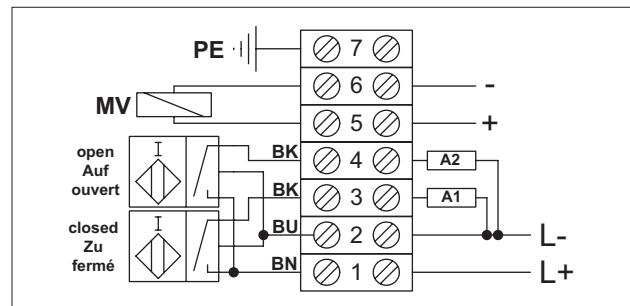 PE 7
6 -
MV
5 +
open
Auf
ouvert
I
BK 4 A2
BK 3 A1
closed
Zu
fermé
I
BU 2 L-
BN 1 L+